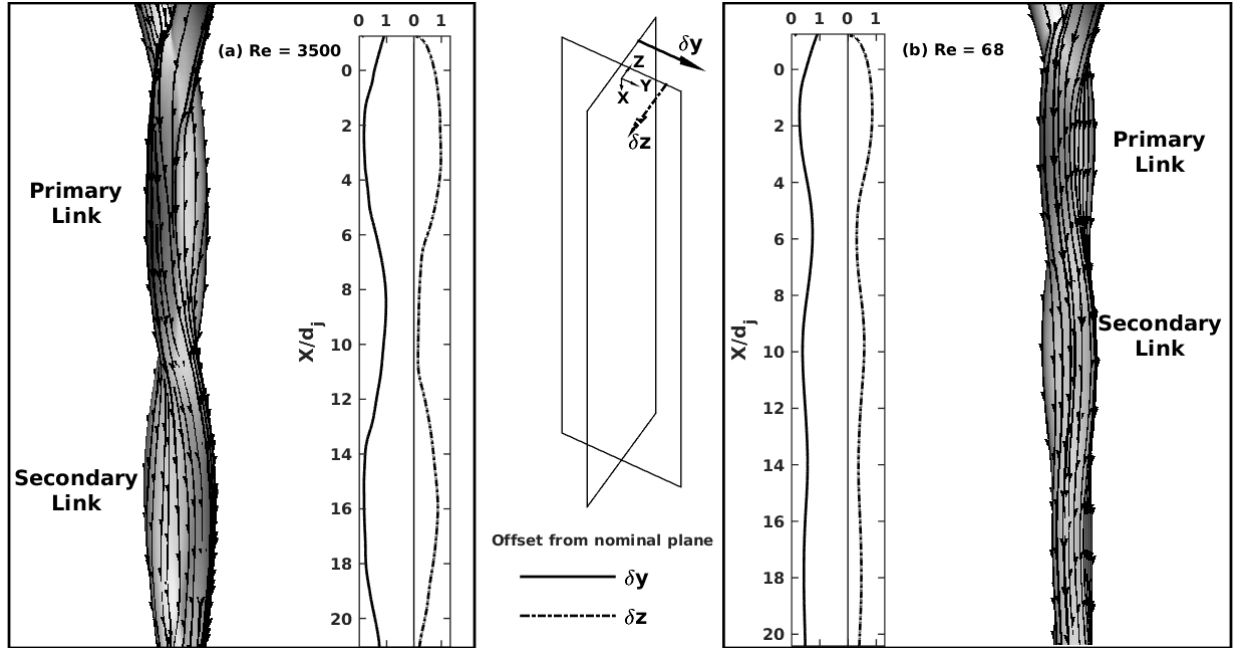 0 1 0 1
(a) Re = 3500
0
2
4
6
8
10
12
14
16
18
20
X/dj
Primary
Link
Secondary
Link
δy
Z
Y
X
δz
Offset from nominal plane
δy
δz
0 1 0 1
(b) Re = 68
0
2
4
6
8
10
12
14
16
18
20
X/dj
Primary
Link
Secondary
Link